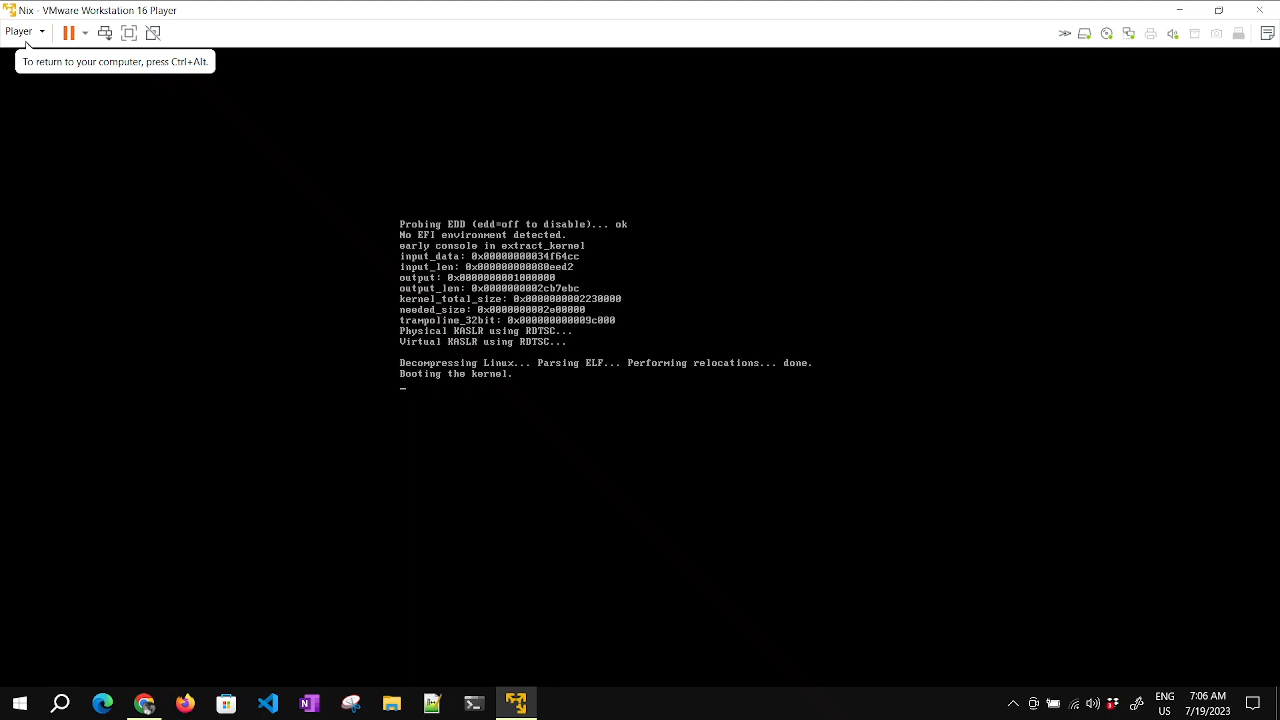 Nix - VMware Workstation 16 Player
Player
To return to your computer, press Ctrl+Alt.
Probing EDD (edd=off to disable)... ok
No EFI environment detected.
early console in extract_kernel
input_data: 0x00000000034f64cc
input_len: 0x000000000080eed2
output: 0x0000000001000000
output_len: 0x0000000002cb7ebc
kernel_total_size: 0x0000000002230000
needed_size: 0x0000000002e00000
trampoline_32bit: 0x000000000009c000
Physical KASLR using RDTSC...
Virtual KASLR using RDTSC...
Decompressing Linux... Parsing ELF... Performing relocations... done.
Booting the kernel.
ENG 7:06 AM
US 7/19/2023